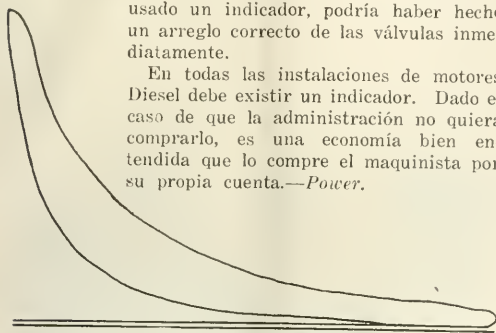 usado un indicador, podría haber hecho
un arreglo correcto de las válvulas inme-
diatamente.
En todas las instalaciones de motores
Diesel debe existir un indicador. Dado el
caso de que la administración no quiera
comprarlo, es una economía bien en-
tendida que lo compre el maquinista por
su propia cuenta.—Power.